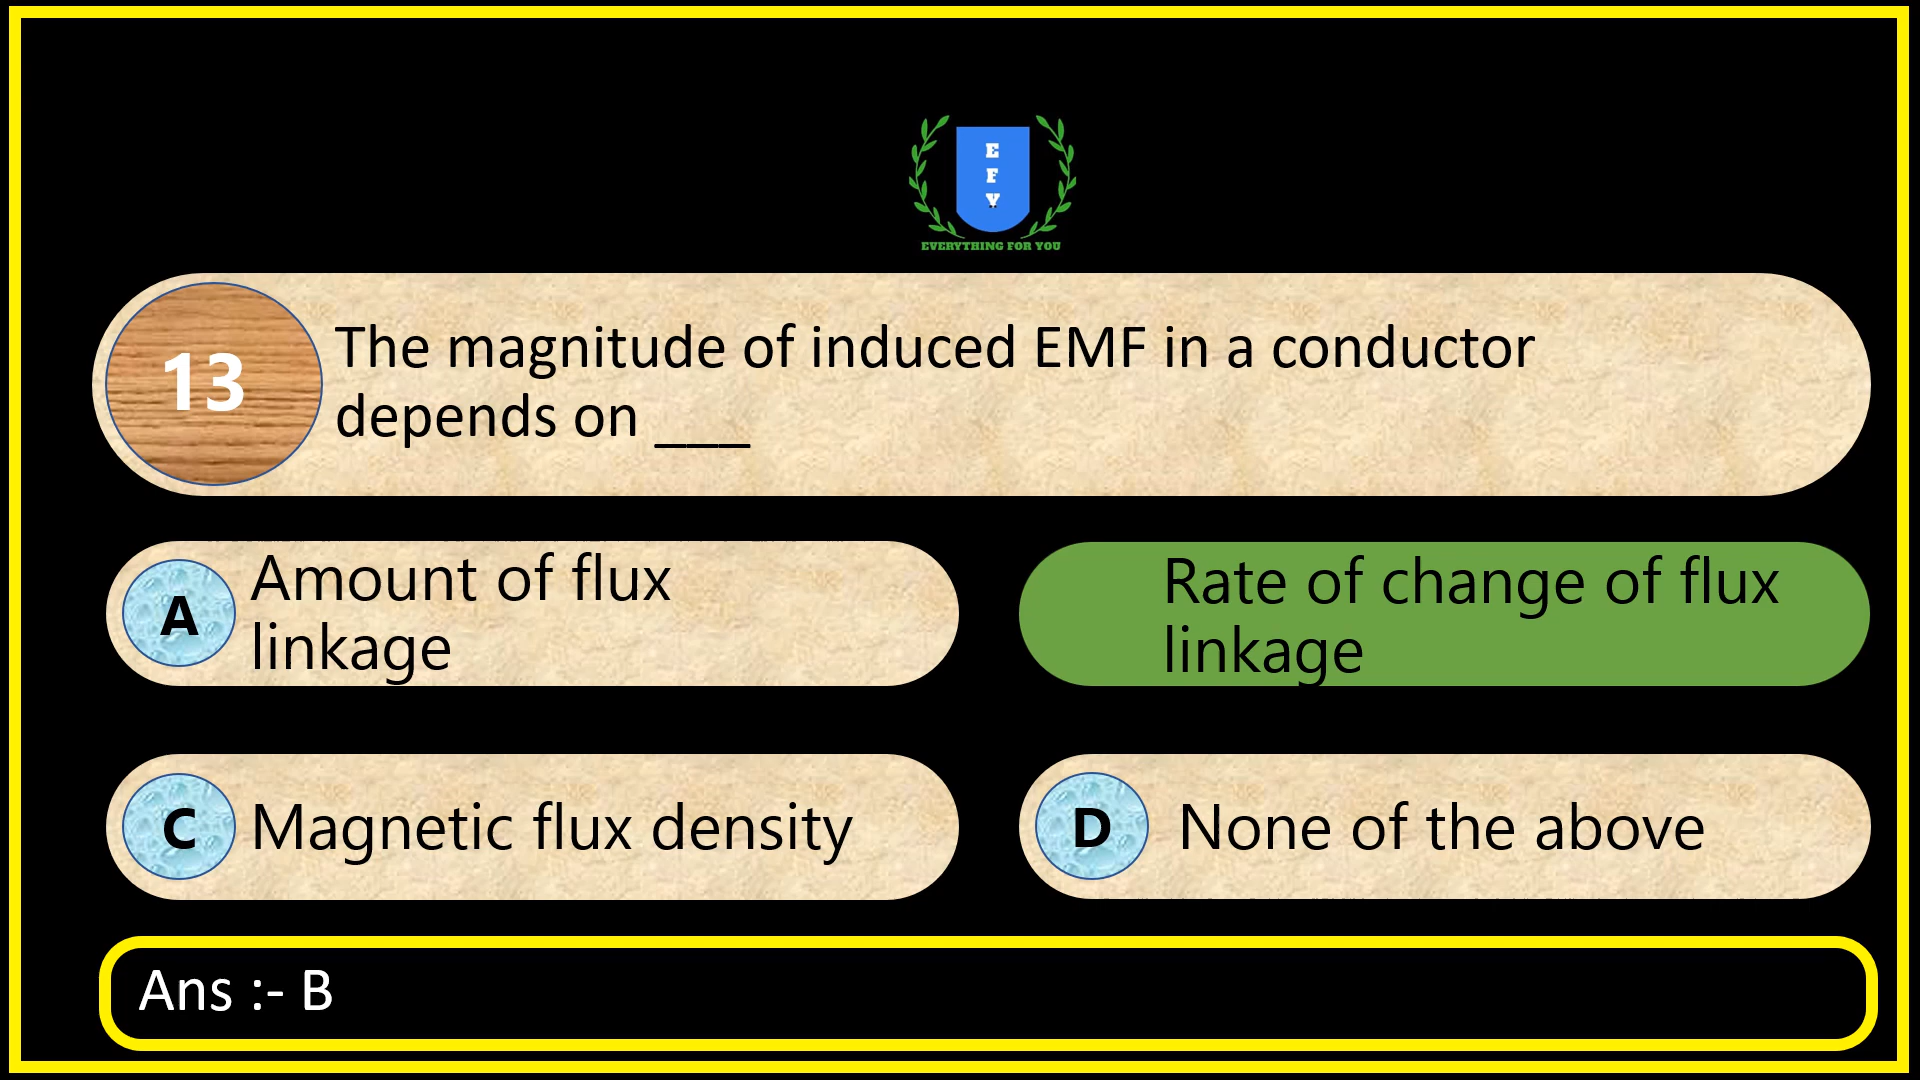 E
F
Y
EVERYTHING FOR YOU
13
The magnitude of induced EMF in a conductor
depends on ___
A
Amount of flux
linkage
Rate of change of flux
linkage
C
Magnetic flux density
D
None of the above
Ans :- B